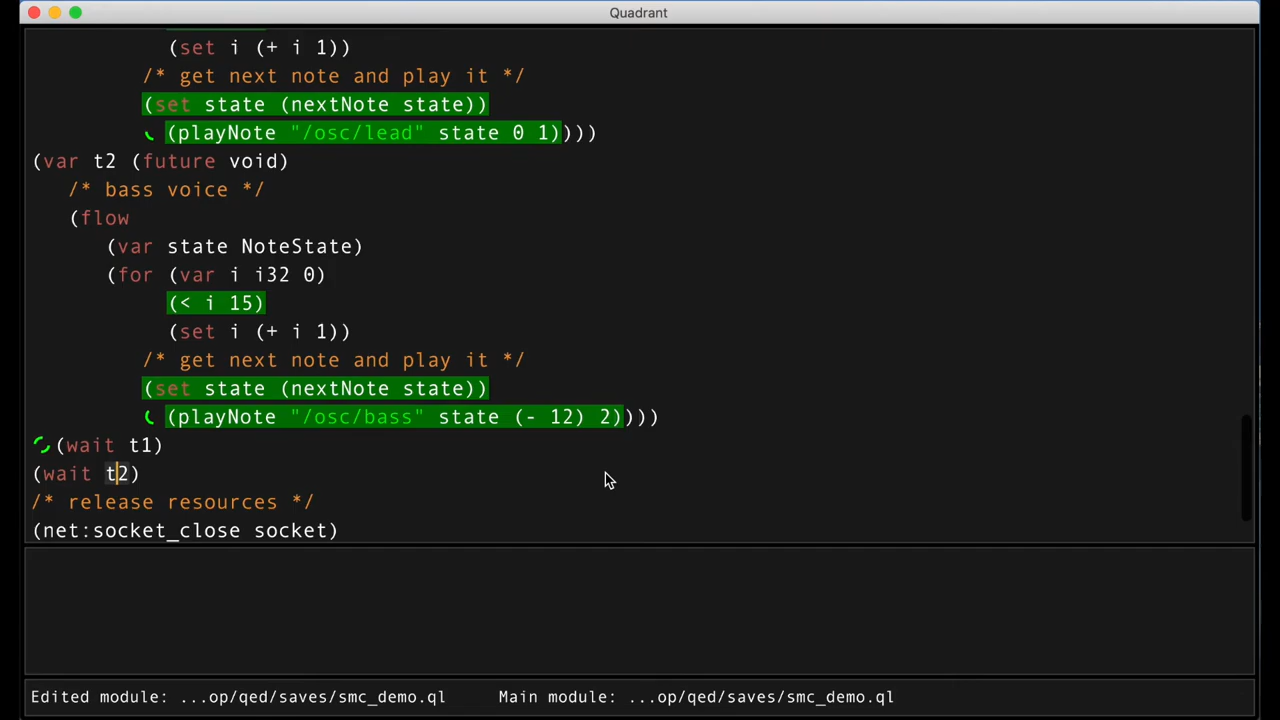 Quadrant
(set i (+ i 1))
/* get next note and play it */
(set state (nextNote state))
(playNote "/osc/lead" state 0 1))))
(var t2 (future void)
/* bass voice */
(flow
(var state NoteState)
(for (var i i32 0)
(< i 15)
(set i (+ i 1))
/* get next note and play it */
(set state (nextNote state))
(playNote "/osc/bass" state (- 12) 2))))
(wait t1)
(wait t2)
/* release resources */
(net:socket_close socket)
Edited module: ...op/qed/saves/smc_demo.ql Main module: ...op/qed/saves/smc_demo.ql